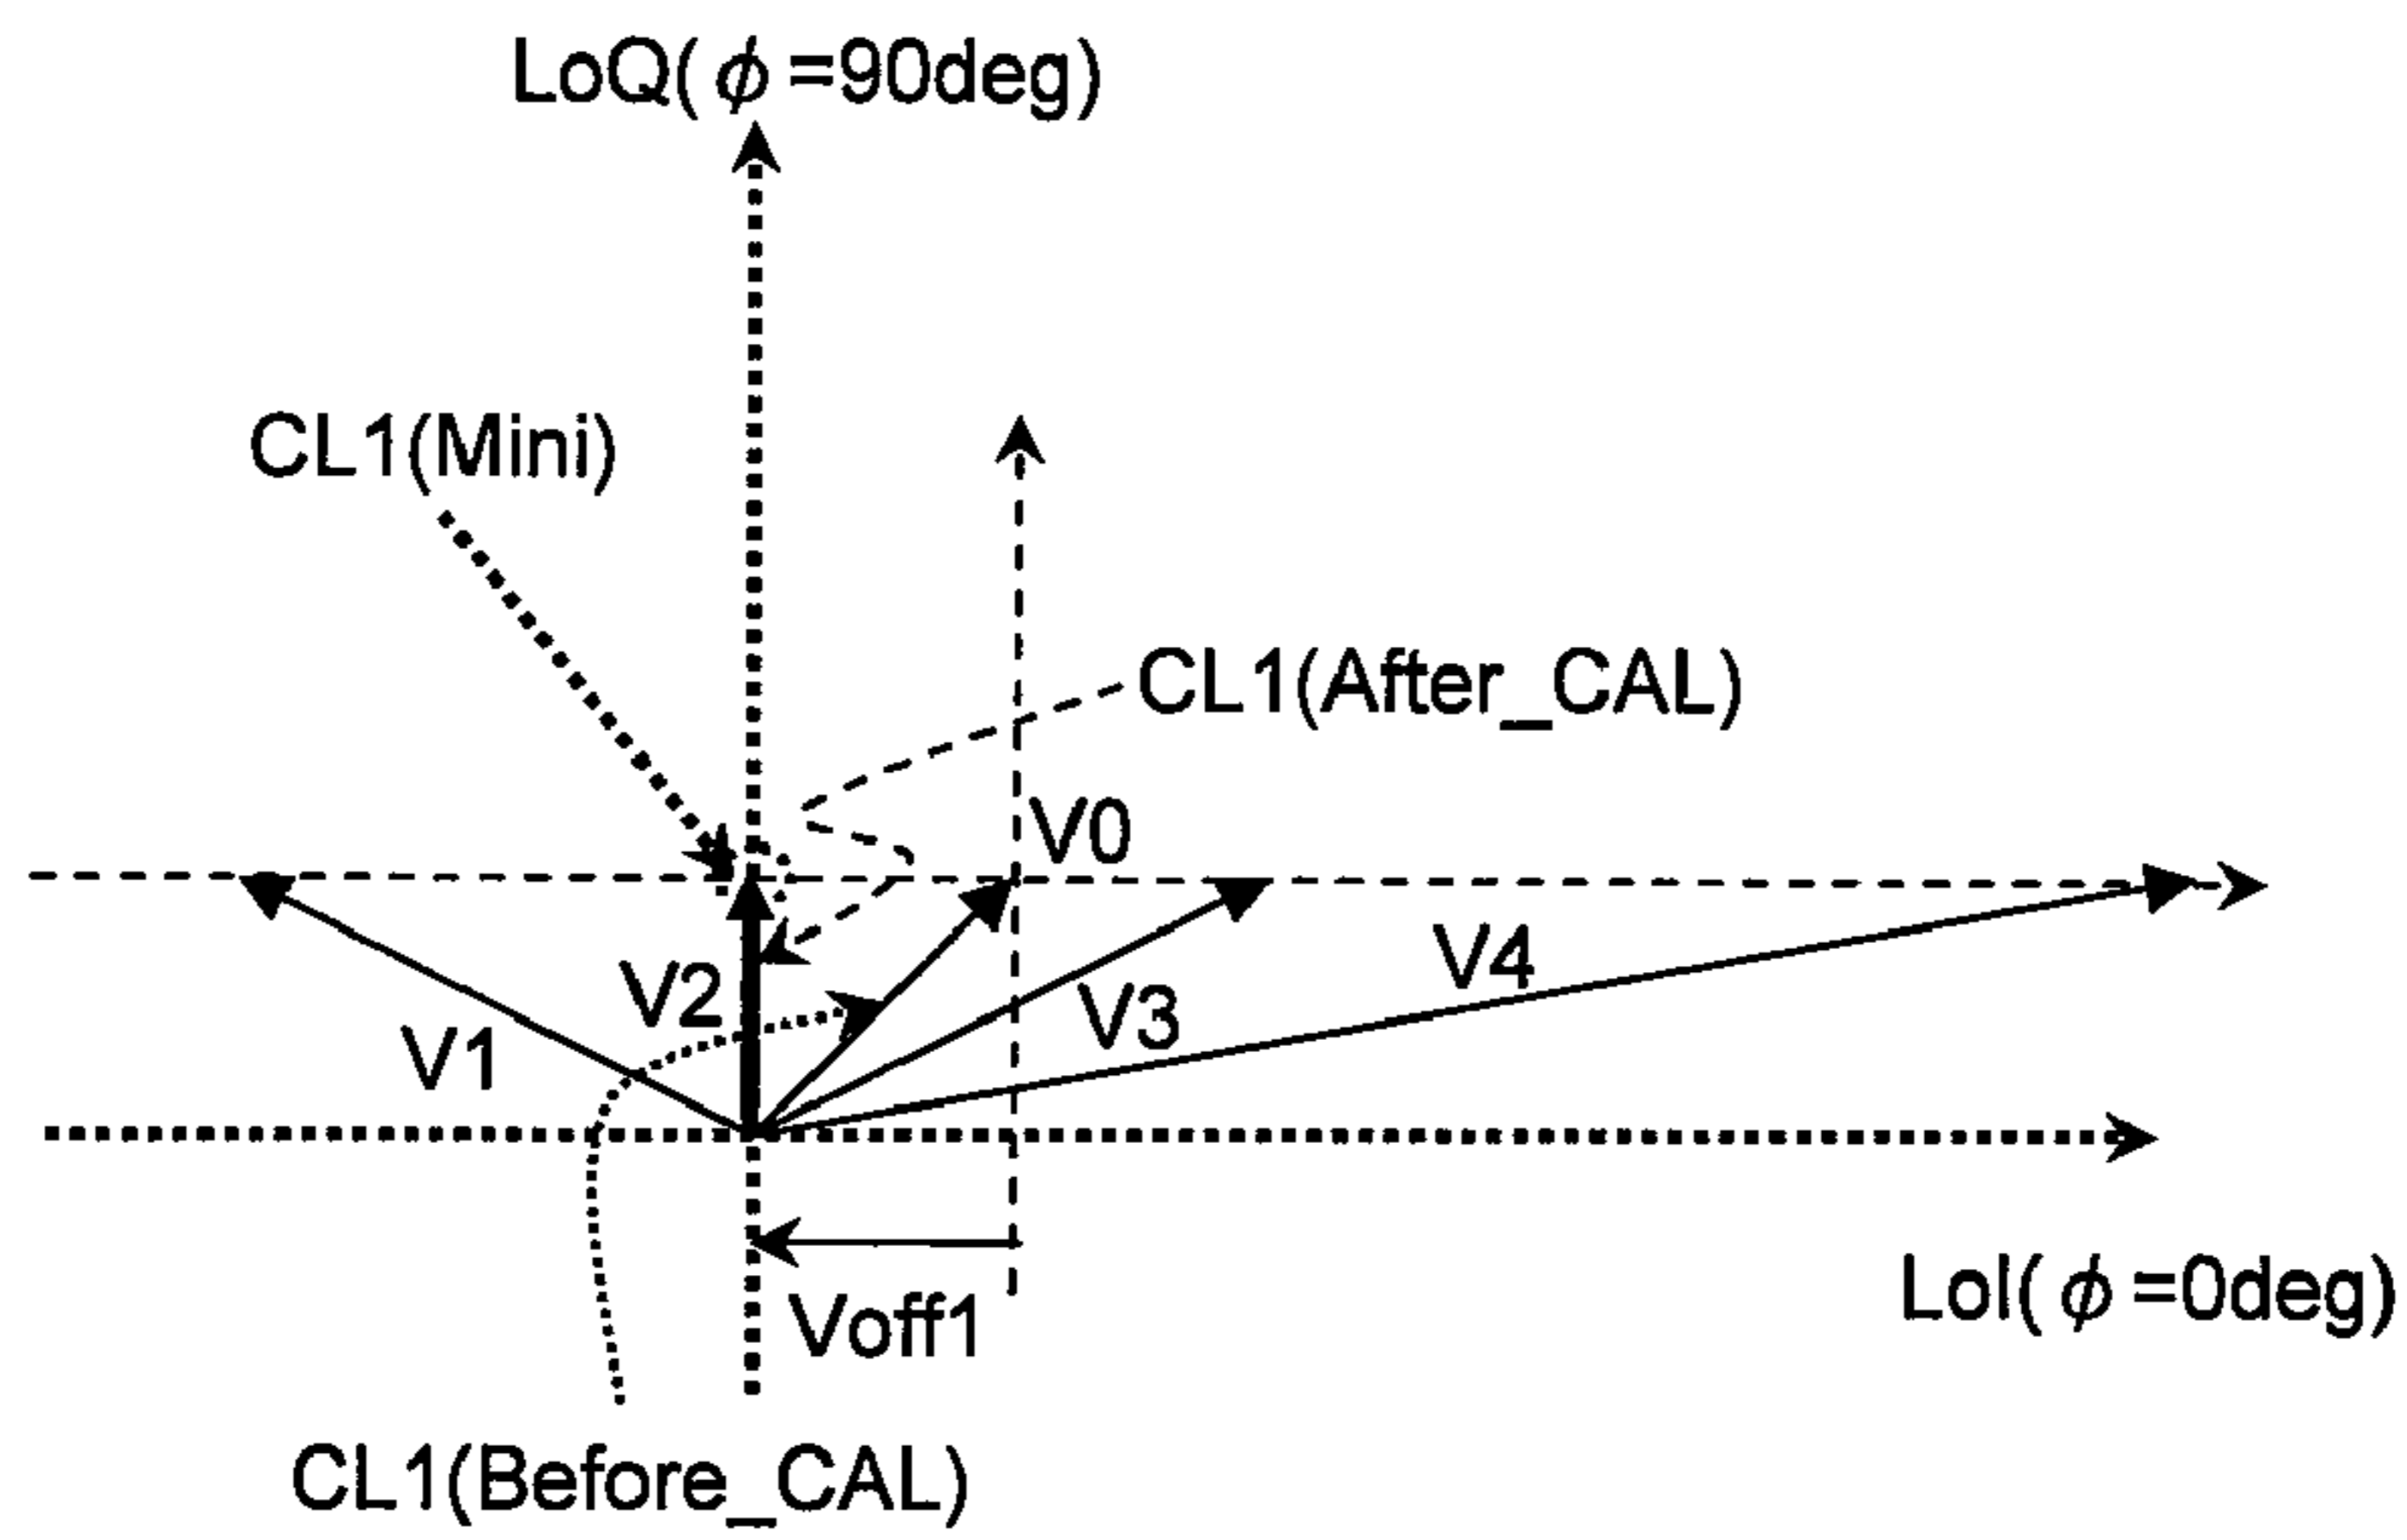 LoQ(ϕ=90deg)
CL1(Mini)
CL1(After_CAL)
V0
V4
V2
V3
V1
LoI(ϕ=0deg)
Voff1
CL1(Before_CAL)